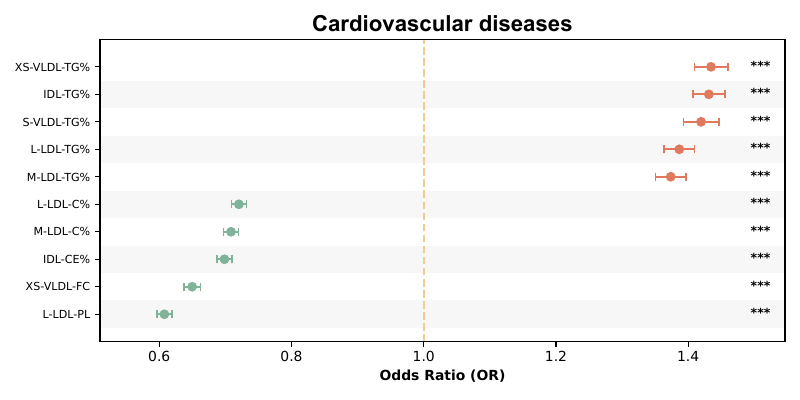 Cardiovascular diseases
XS-VLDL-TG% ***
IDL-TG% ***
S-VLDL-TG% ***
L-LDL-TG% ***
M-LDL-TG% ***
L-LDL-C% ***
M-LDL-C% ***
IDL-CE% ***
XS-VLDL-FC ***
L-LDL-PL ***
0.6 0.8 1.0 1.2 1.4
Odds Ratio (OR)